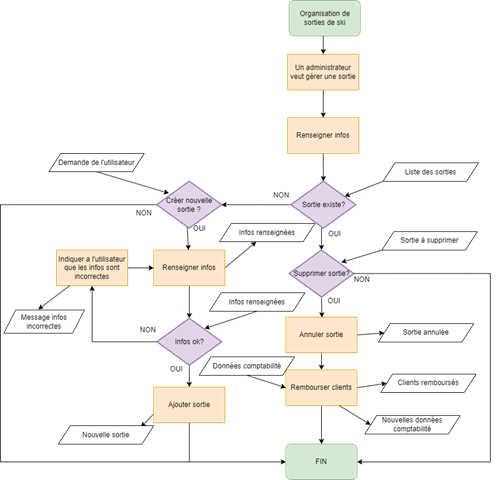 Organisation de
sorties de ski
Un administrateur
veut gérer une sortie
Renseigner infos
Demande de l'utilisateur
Liste des sorties
NON
Créer nouvelle
sortie ?
Sortie existe?
NON
OUI
OUI
Infos renseignées
Sortie à supprimer
Indiquer a l'utilisateur
que les infos sont
incorrectes
Renseigner infos
Supprimer sortie?
NON
OUI
Infos renseignées
Message infos
incorrectes
NON
Infos ok?
Annuler sortie
Sortie annulée
OUI
Données comptabilité
Rembourser clients
Clients remboursés
Ajouter sortie
Nouvelles données
comptabilité
Nouvelle sortie
FIN